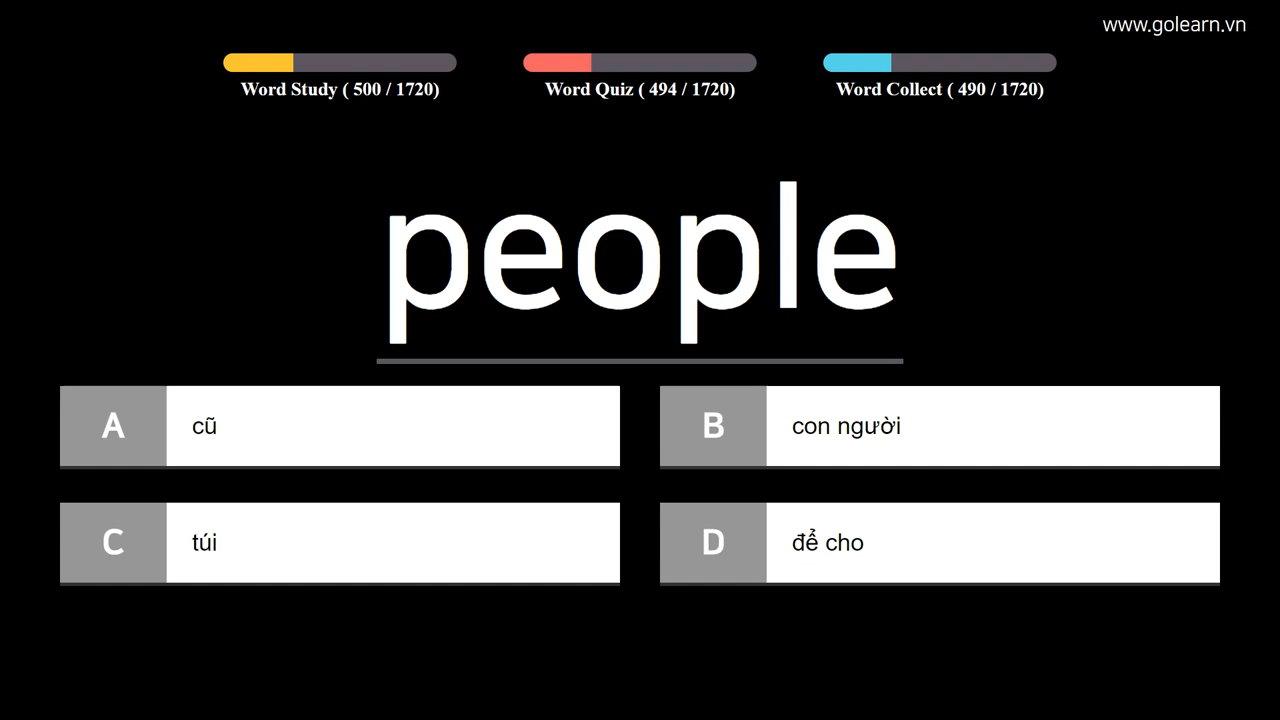 www.golearn.vn
Word Study ( 500 / 1720)
Word Quiz ( 494 / 1720)
Word Collect ( 490 / 1720)
people
A cũ
B con người
C túi
D để cho